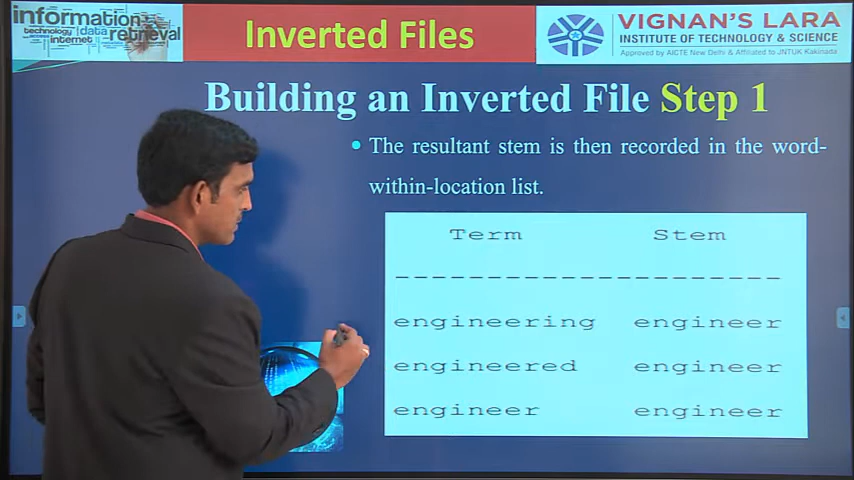 information
technology data
internet retrieval
Inverted Files
VIGNAN'S LARA
INSTITUTE OF TECHNOLOGY & SCIENCE
Approved by AICTE New Delhi & Affiliated to JNTUK Kakinada
Building an Inverted File Step 1
• The resultant stem is then recorded in the word-
within-location list.
Term Stem
----------------------
engineering engineer
engineered engineer
engineer engineer